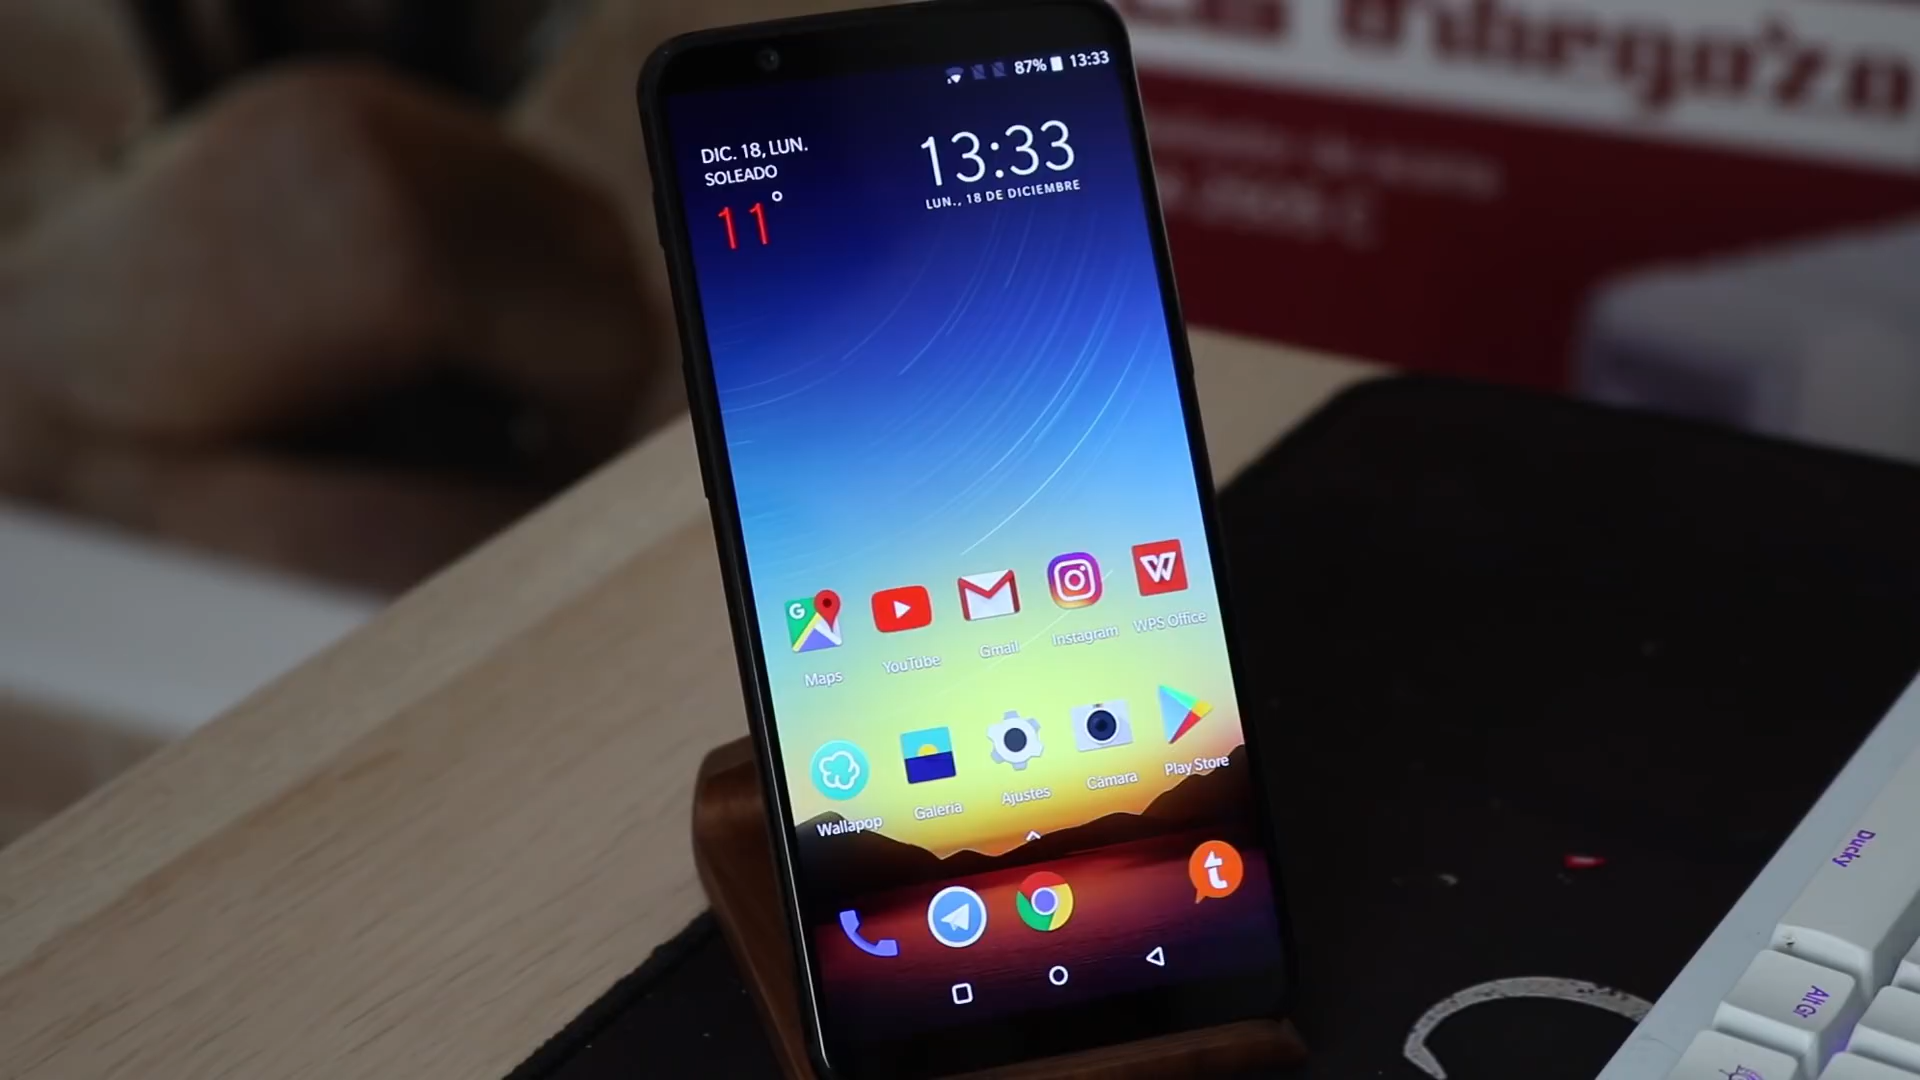 87% 13:33
DIC. 18, LUN.
SOLEADO
11°
13:33
LUN., 18 DE DICIEMBRE
G
Maps
YouTube
Gmail
Instagram
W
WPS Office
Wallapop
Galería
Ajustes
Cámara
Play Store
t
Ducky
Alt Gr